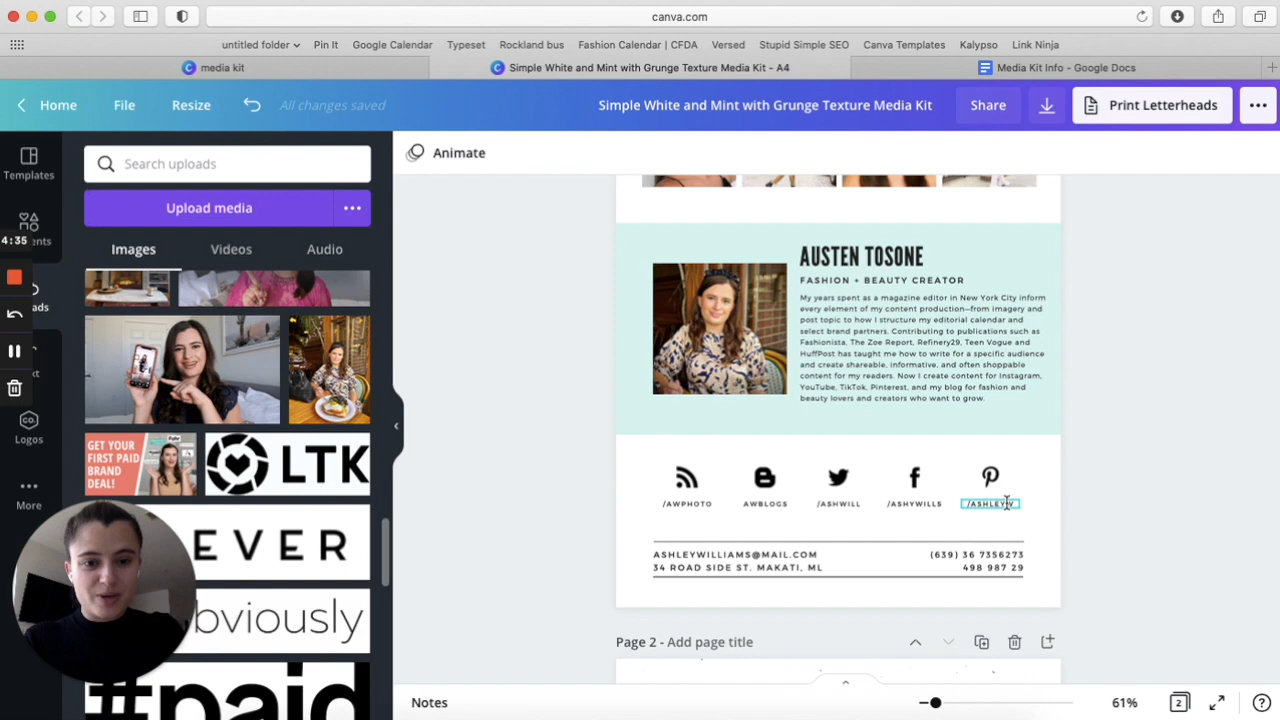 canva.com
untitled folder
Pin It
Google Calendar
Typeset
Rockland bus
Fashion Calendar | CFDA
Versed
Stupid Simple SEO
Canva Templates
Kalypso
Link Ninja
media kit
Simple White and Mint with Grunge Texture Media Kit - A4
Media Kit Info - Google Docs
Home
File
Resize
All changes saved
Simple White and Mint with Grunge Texture Media Kit
Share
Print Letterheads
Templates
Search uploads
Animate
Upload media
4:35
Images
Videos
Audio
AUSTEN TOSONE
FASHION + BEAUTY CREATOR
My years spent as a magazine editor in New York City inform
every element of my content production—from imagery and
post topic to how I structure my editorial calendar and
select brand partners. Contributing to publications such as
Fashionista, The Zoe Report, Refinery29, Teen Vogue and
HuffPost has taught me how to write for a specific audience
and create shareable, informative, and often shoppable
content for my readers. Now I create content for Instagram,
YouTube, TikTok, Pinterest, and my blog for fashion and
beauty lovers and creators who want to grow.
CO.
Logos
More
GET YOUR
FIRST PAID
BRAND
DEAL!
LTK
EVER
bviously
#paid
/AWPHOTO
AWBLOGS
/ASHWILL
/ASHYWILLS
ASHLEYWILLIAMS@MAIL.COM
(639) 36 7356273
34 ROAD SIDE ST. MAKATI, ML
498 987 29
Page 2 - Add page title
Notes
61%
2